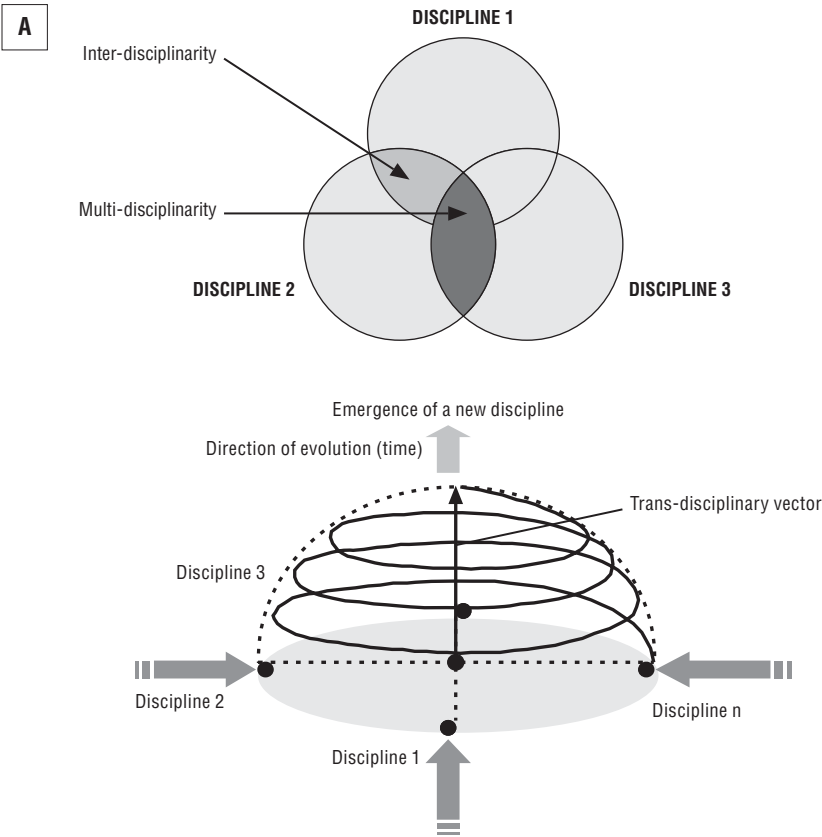 A
DISCIPLINE 1
Inter-disciplinarity
Multi-disciplinarity
DISCIPLINE 2
DISCIPLINE 3
Emergence of a new discipline
Direction of evolution (time)
Trans-disciplinary vector
Discipline 3
Discipline 2
Discipline n
Discipline 1